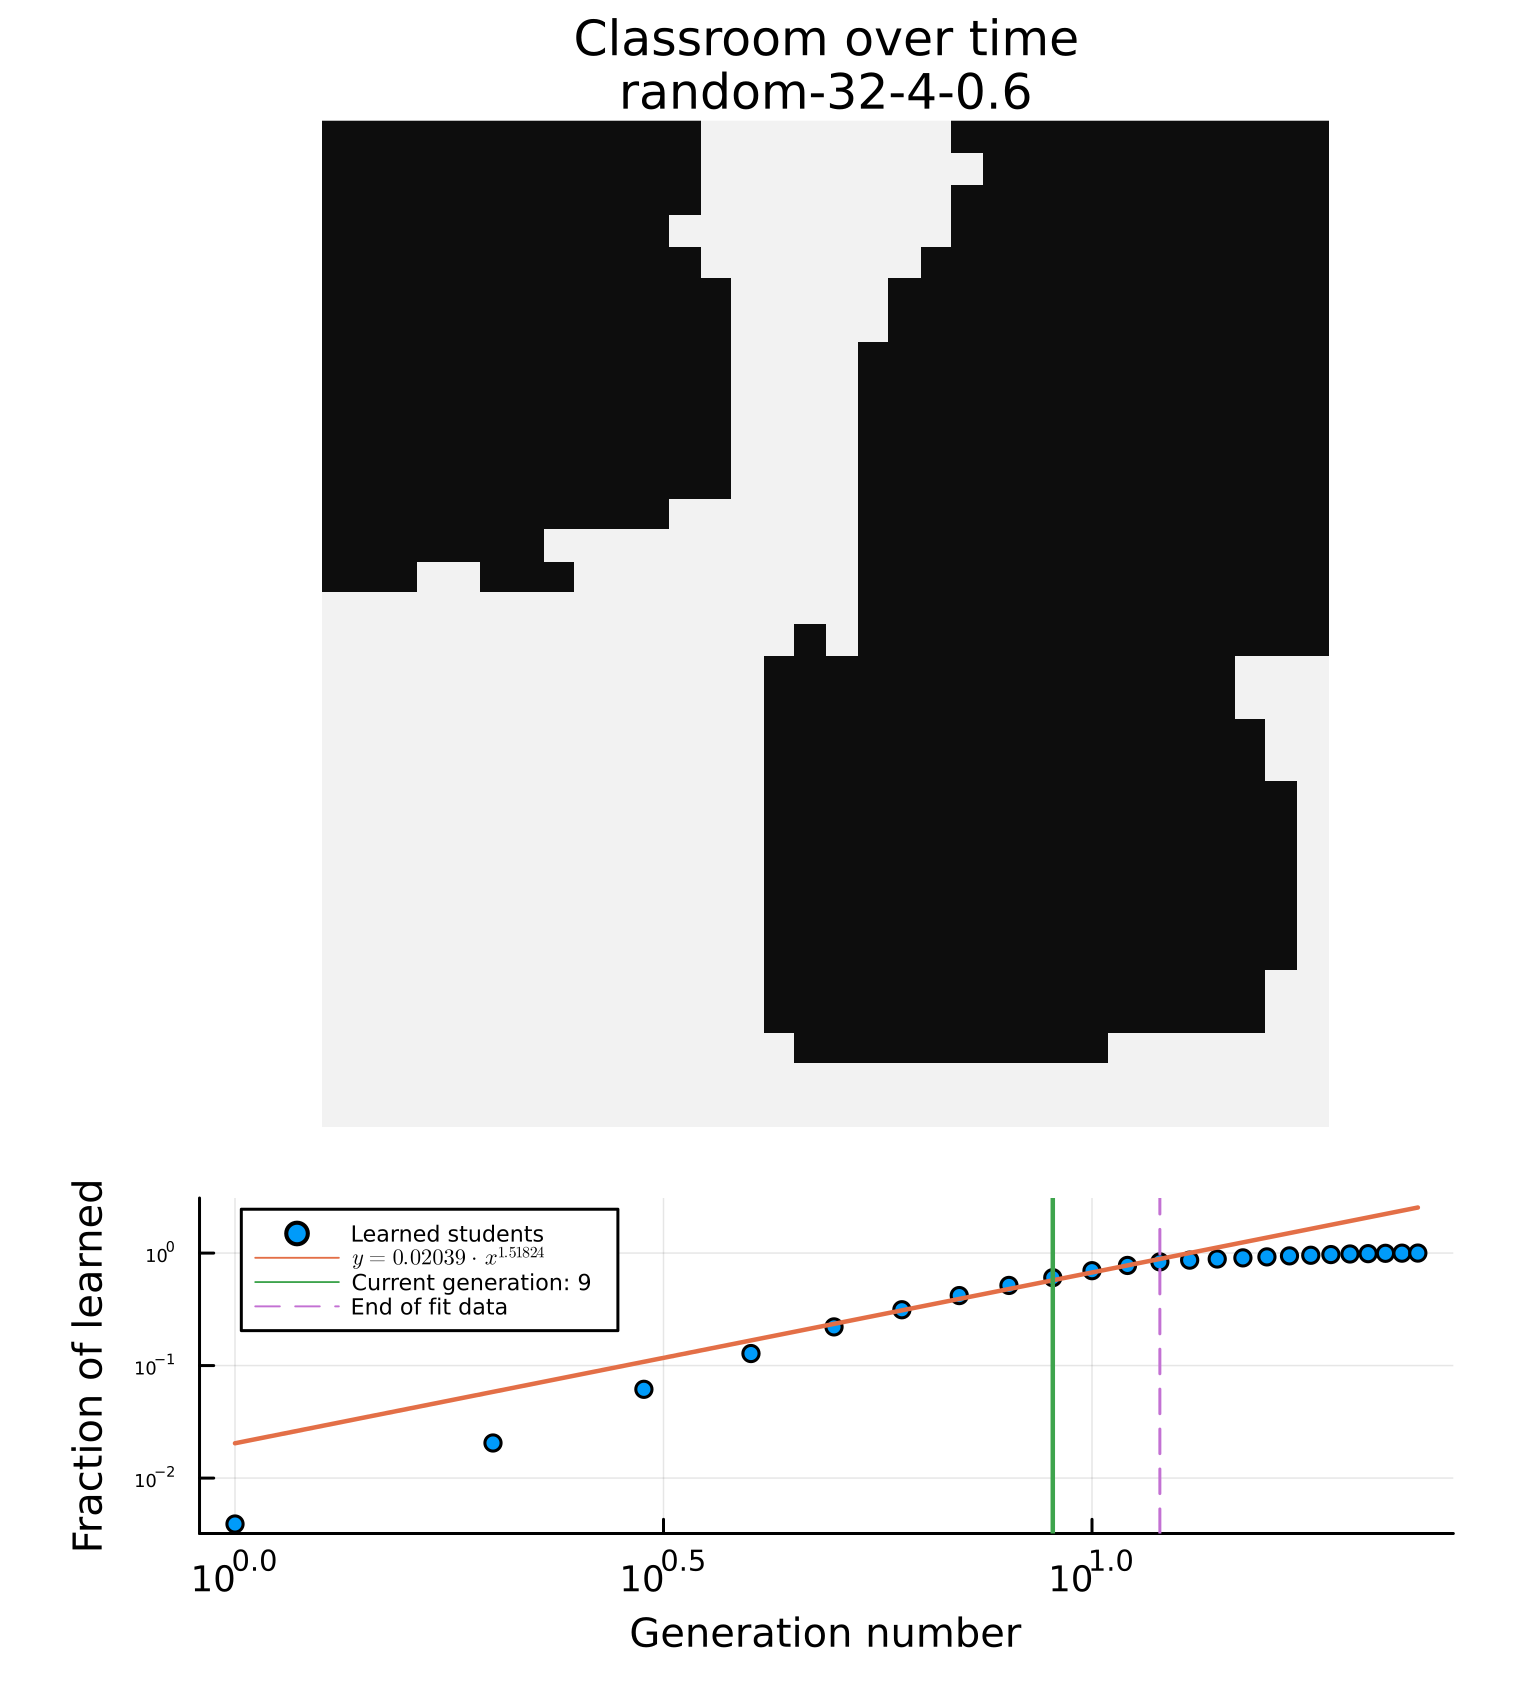 Classroom over time
random-32-4-0.6
Fraction of learned
Learned students
y = 0.02039 · x^1.51824
Current generation: 9
End of fit data
10^0
10^−1
10^−2
10^0.0 10^0.5 10^1.0
Generation number